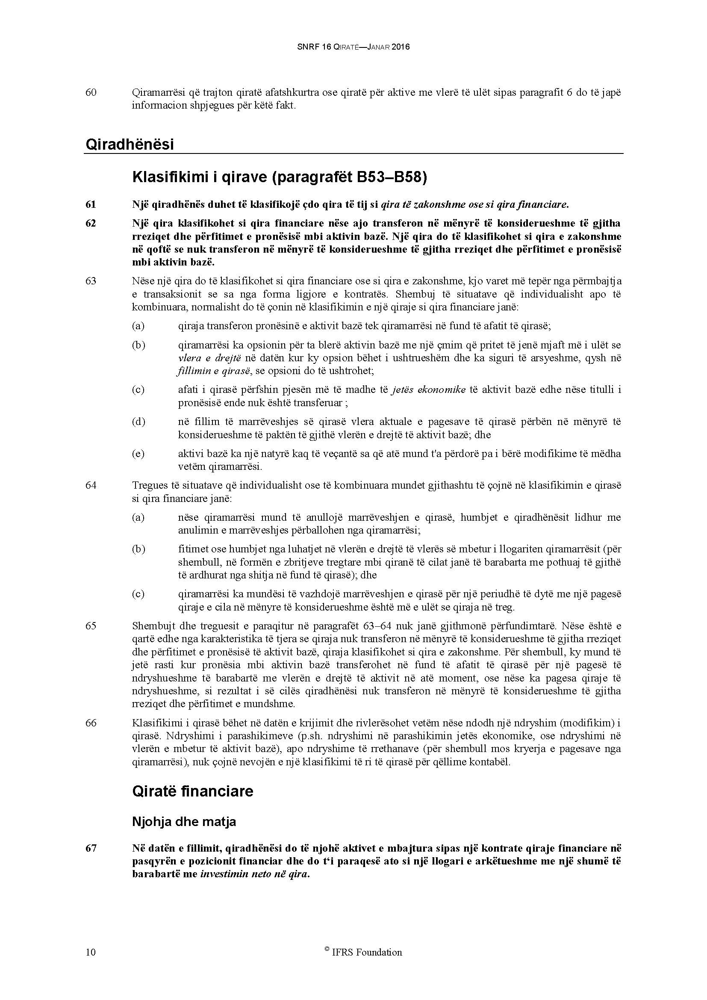 SNRF 16 Qiratë—Janar 2016
60 Qiramarrësi që trajton qiratë afatshkurtra ose qiratë për aktive me vlerë të ulët sipas paragrafit 6 do të japë
informacion shpjegues për këtë fakt.
Qiradhënësi
Klasifikimi i qirave (paragrafët B53–B58)
61 Një qiradhënës duhet të klasifikojë çdo qira të tij si qira të zakonshme ose si qira financiare.
62 Një qira klasifikohet si qira financiare nëse ajo transferon në mënyrë të konsiderueshme të gjitha
rreziqet dhe përfitimet e pronësisë mbi aktivin bazë. Një qira do të klasifikohet si qira e zakonshme
në qoftë se nuk transferon në mënyrë të konsiderueshme të gjitha rreziqet dhe përfitimet e pronësisë
mbi aktivin bazë.
63 Nëse një qira do të klasifikohet si qira financiare ose si qira e zakonshme, kjo varet më tepër nga përmbajtja
e transaksionit se sa nga forma ligjore e kontratës. Shembuj të situatave që individualisht apo të
kombinuara, normalisht do të çonin në klasifikimin e një qiraje si qira financiare janë:
(a) qiraja transferon pronësinë e aktivit bazë tek qiramarrësi në fund të afatit të qirasë;
(b) qiramarrësi ka opsionin për ta blerë aktivin bazë me një çmim që pritet të jenë mjaft më i ulët se
vlera e drejtë në datën kur ky opsion bëhet i ushtrueshëm dhe ka siguri të arsyeshme, qysh në
fillimin e qirasë, se opsioni do të ushtrohet;
(c) afati i qirasë përfshin pjesën më të madhe të jetës ekonomike të aktivit bazë edhe nëse titulli i
pronësisë ende nuk është transferuar ;
(d) në fillim të marrëveshjes së qirasë vlera aktuale e pagesave të qirasë përbën në mënyrë të
konsiderueshme të paktën të gjithë vlerën e drejtë të aktivit bazë; dhe
(e) aktivi bazë ka një natyrë kaq të veçantë sa që atë mund t'a përdorë pa i bërë modifikime të mëdha
vetëm qiramarrësi.
64 Tregues të situatave që individualisht ose të kombinuara mundet gjithashtu të çojnë në klasifikimin e qirasë
si qira financiare janë:
(a) nëse qiramarrësi mund të anullojë marrëveshjen e qirasë, humbjet e qiradhënësit lidhur me
anulimin e marrëveshjes përballohen nga qiramarrësi;
(b) fitimet ose humbjet nga luhatjet në vlerën e drejtë të vlerës së mbetur i llogariten qiramarrësit (për
shembull, në formën e zbritjeve tregtare mbi qiranë të cilat janë të barabarta me pothuaj të gjithë
të ardhurat nga shitja në fund të qirasë); dhe
(c) qiramarrësi ka mundësi të vazhdojë marrëveshjen e qirasë për një periudhë të dytë me një pagesë
qiraje e cila në mënyre të konsiderueshme është më e ulët se qiraja në treg.
65 Shembujt dhe treguesit e paraqitur në paragrafët 63–64 nuk janë gjithmonë përfundimtarë. Nëse është e
qartë edhe nga karakteristika të tjera se qiraja nuk transferon në mënyrë të konsiderueshme të gjitha rreziqet
dhe përfitimet e pronësisë të aktivit bazë, qiraja klasifikohet si qira e zakonshme. Për shembull, ky mund të
jetë rasti kur pronësia mbi aktivin bazë transferohet në fund të afatit të qirasë për një pagesë të
ndryshueshme të barabartë me vlerën e drejtë të aktivit në atë moment, ose nëse ka pagesa qiraje të
ndryshueshme, si rezultat i së cilës qiradhënësi nuk transferon në mënyrë të konsiderueshme të gjitha
rreziqet dhe përfitimet e mundshme.
66 Klasifikimi i qirasë bëhet në datën e krijimit dhe rivlerësohet vetëm nëse ndodh një ndryshim (modifikim) i
qirasë. Ndryshimi i parashikimeve (p.sh. ndryshimi në parashikimin jetës ekonomike, ose ndryshimi në
vlerën e mbetur të aktivit bazë), apo ndryshime të rrethanave (për shembull mos kryerja e pagesave nga
qiramarrësi), nuk çojnë nevojën e një klasifikimi të ri të qirasë për qëllime kontabël.
Qiratë financiare
Njohja dhe matja
67 Në datën e fillimit, qiradhënësi do të njohë aktivet e mbajtura sipas një kontrate qiraje financiare në
pasqyrën e pozicionit financiar dhe do t‘i paraqesë ato si një llogari e arkëtueshme me një shumë të
barabartë me investimin neto në qira.
10 © IFRS Foundation